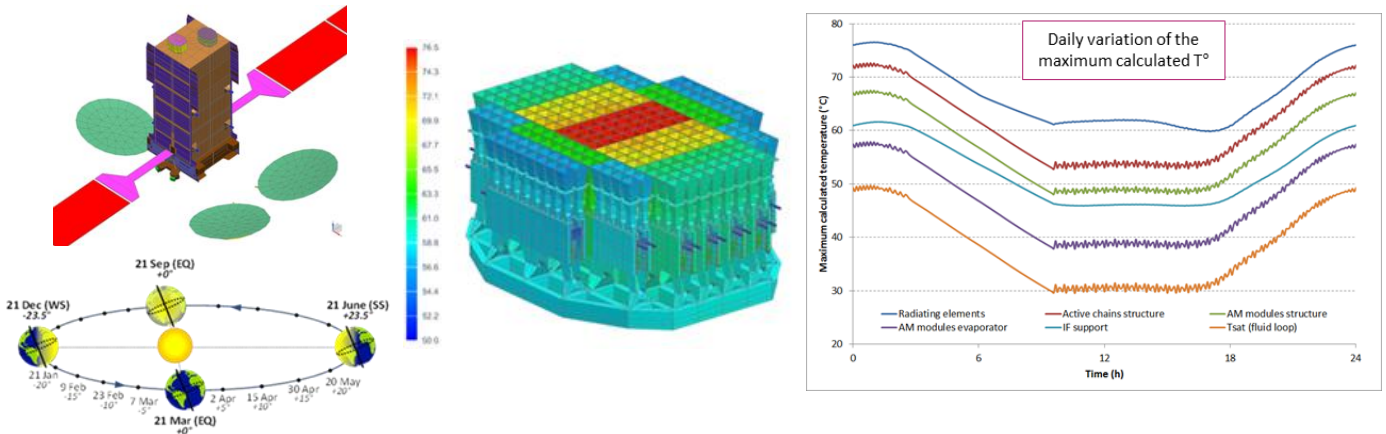 21 Sep (EQ)
+0°
21 Dec (WS)
-23.5°
21 June (SS)
+23.5°
21 Jan
-20°
9 Feb
-15°
23 Feb
-10°
7 Mar
-5°
21 Mar (EQ)
+0°
2 Apr
+5°
15 Apr
+10°
30 Apr
+15°
20 May
+20°
76.5
74.3
72.1
69.9
67.7
65.5
63.3
61.0
58.8
56.6
54.4
52.2
50.0
Daily variation of the
maximum calculated T°
Maximum calculated temperature (°C)
80
70
60
50
40
30
20
0
6
12
18
24
Time (h)
Radiating elements
Active chains structure
AM modules structure
AM modules evaporator
IF support
Tsat (fluid loop)